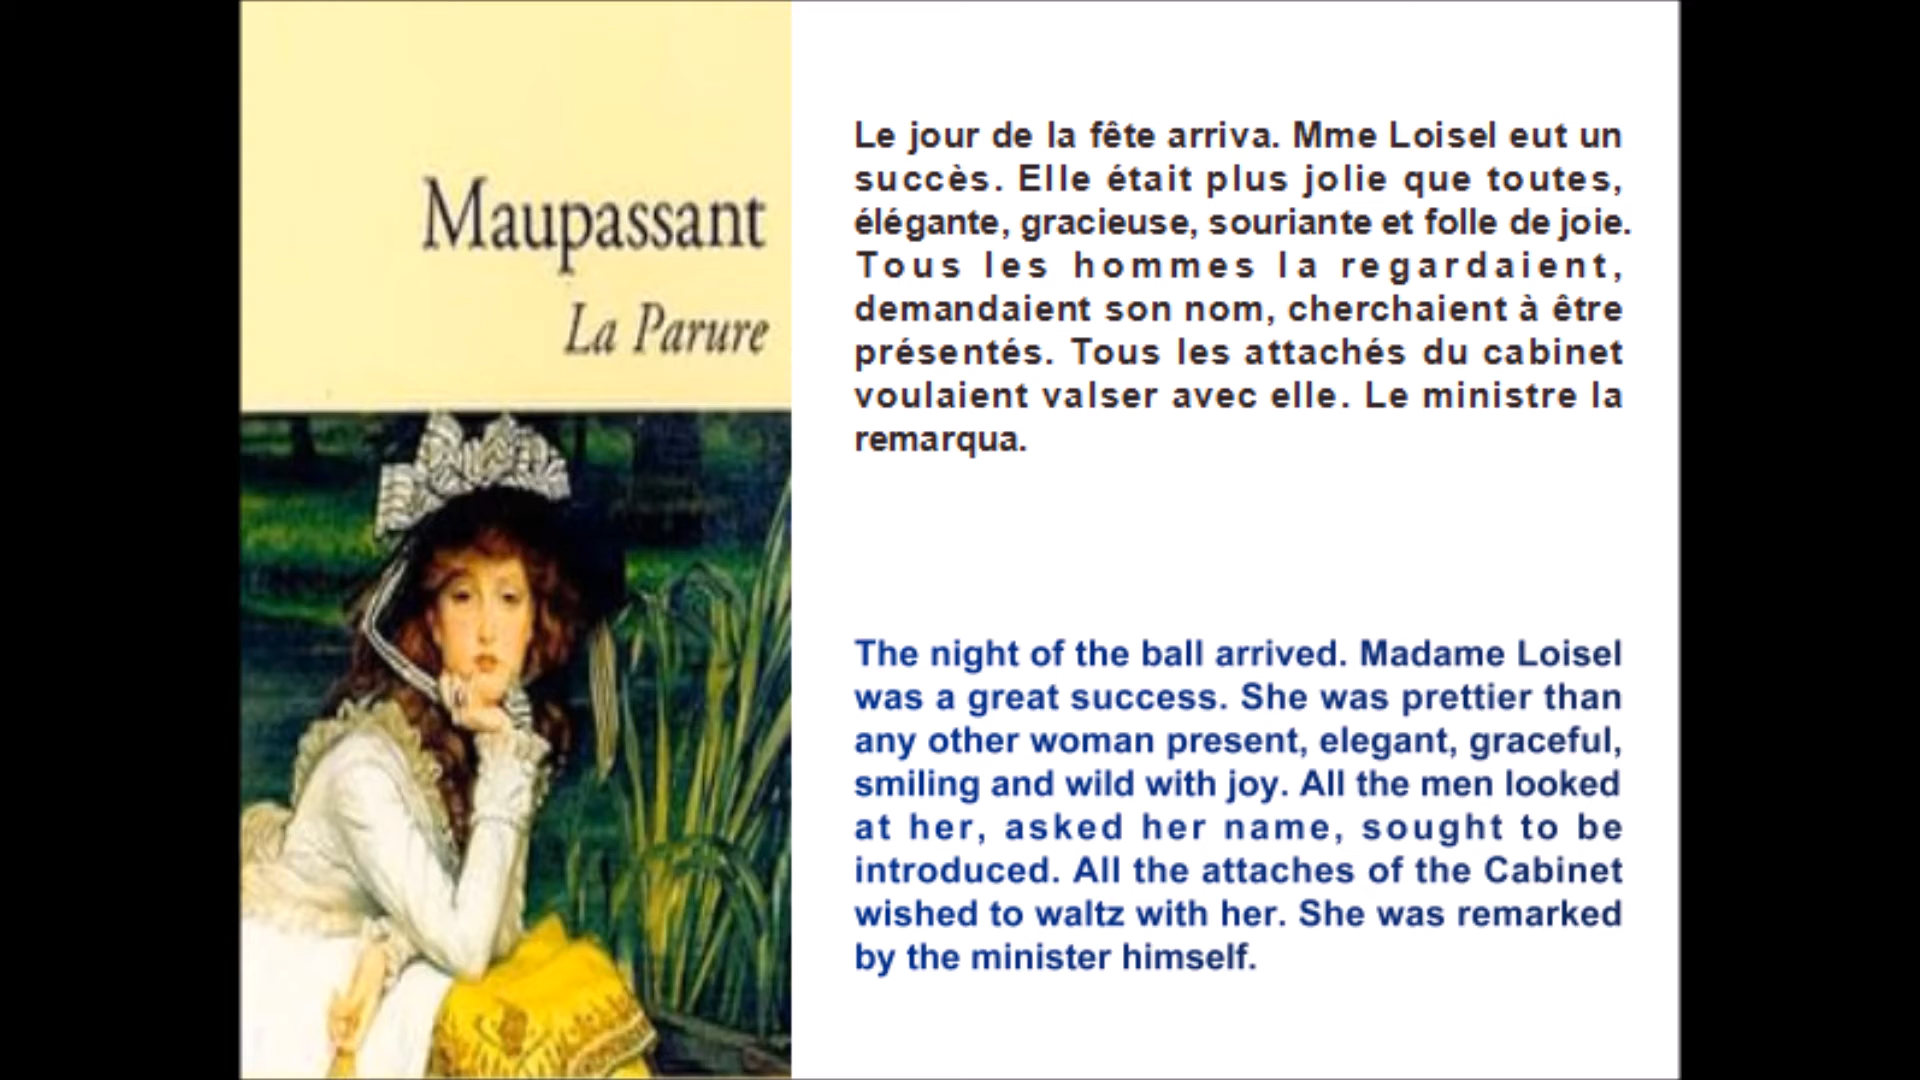 Maupassant
La Parure
Le jour de la fête arriva. Mme Loisel eut un
succès. Elle était plus jolie que toutes,
élégante, gracieuse, souriante et folle de joie.
Tous les hommes la regardaient,
demandaient son nom, cherchaient à être
présentés. Tous les attachés du cabinet
voulaient valser avec elle. Le ministre la
remarqua.
The night of the ball arrived. Madame Loisel
was a great success. She was prettier than
any other woman present, elegant, graceful,
smiling and wild with joy. All the men looked
at her, asked her name, sought to be
introduced. All the attaches of the Cabinet
wished to waltz with her. She was remarked
by the minister himself.